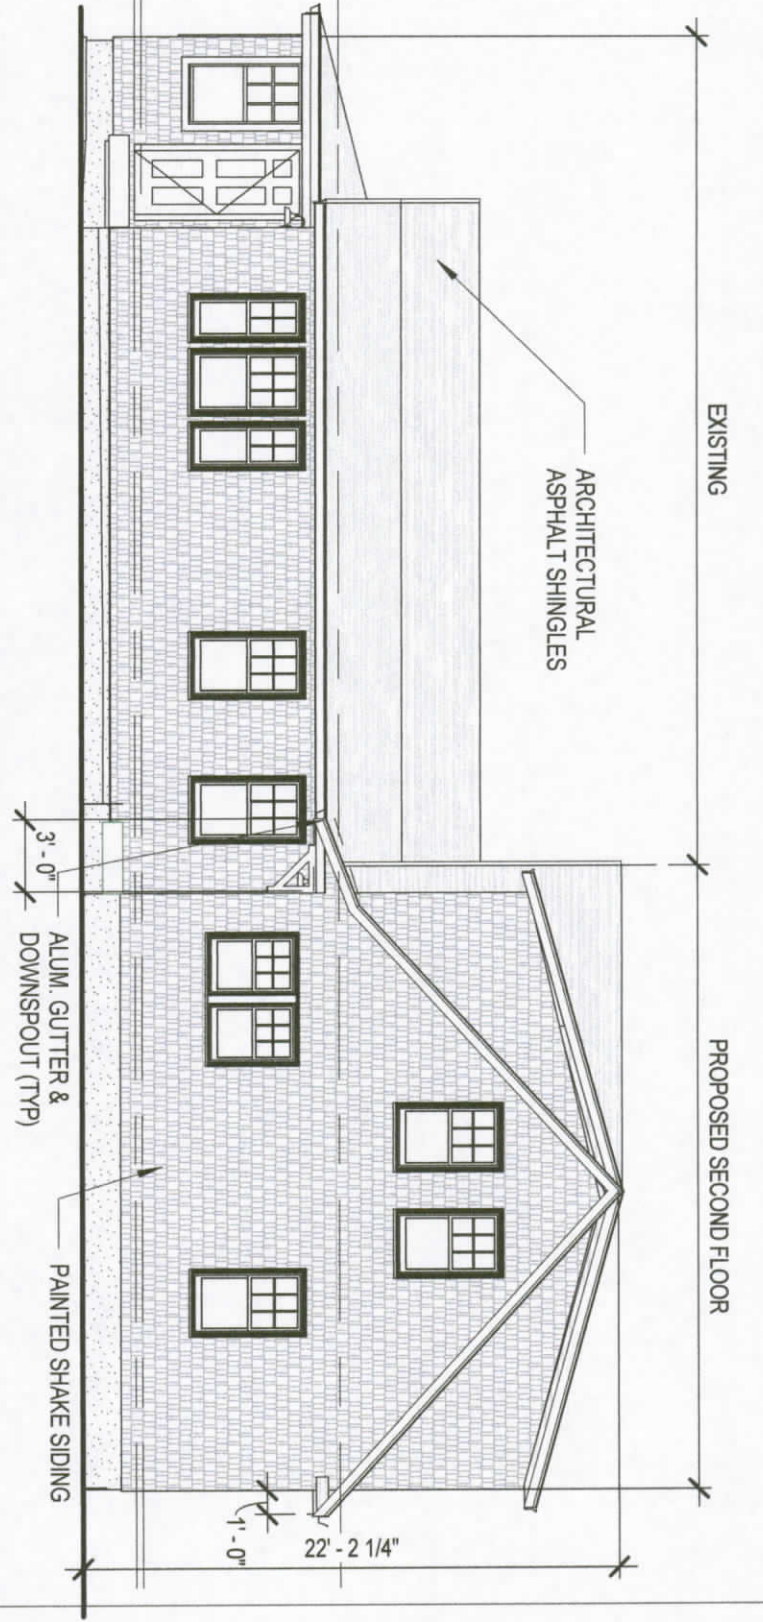 EXISTING
PROPOSED SECOND FLOOR
ARCHITECTURAL
ASPHALT SHINGLES
3' - 0"
ALUM. GUTTER &
DOWNSPOUT (TYP)
PAINTED SHAKE SIDING
1' - 0"
22' - 2 1/4"